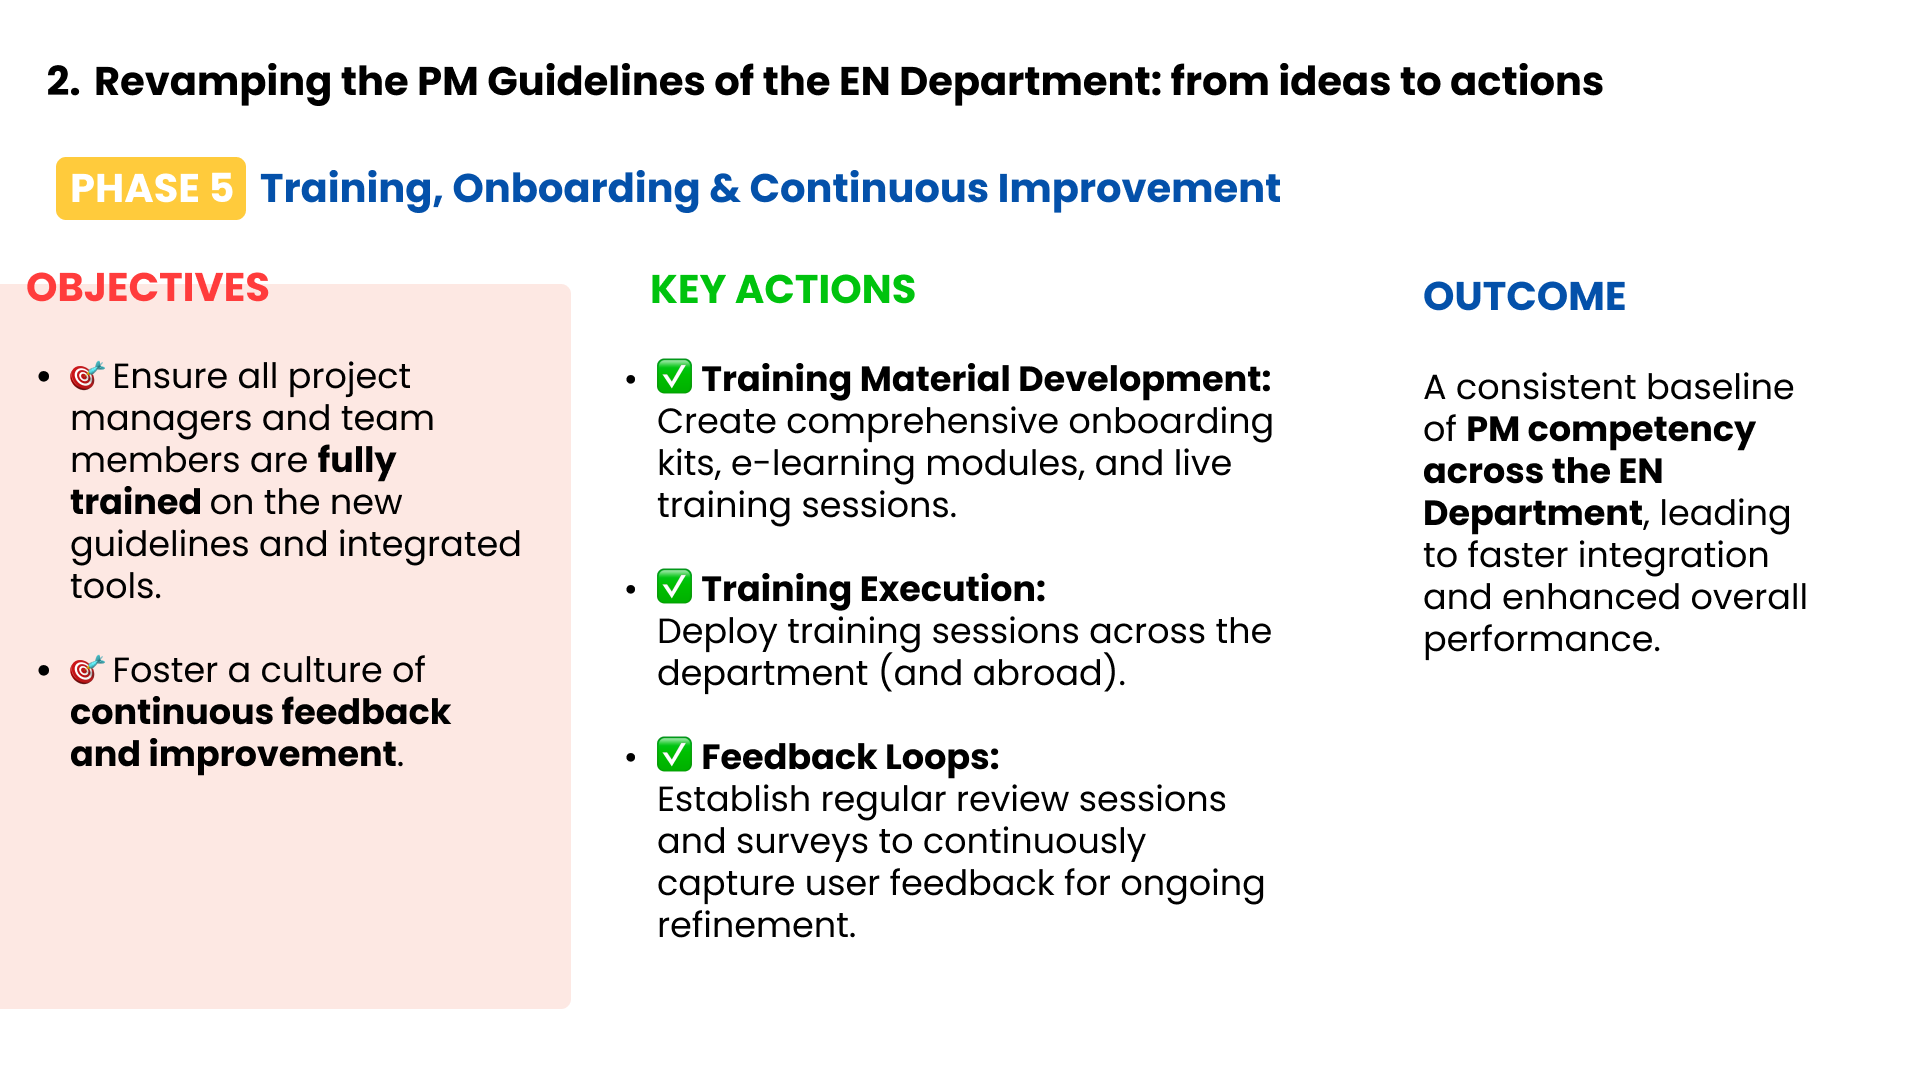 2. Revamping the PM Guidelines of the EN Department: from ideas to actions
PHASE 5 Training, Onboarding & Continuous Improvement
OBJECTIVES
• 🎯 Ensure all project
managers and team
members are fully
trained on the new
guidelines and integrated
tools.
• 🎯 Foster a culture of
continuous feedback
and improvement.
KEY ACTIONS
• ✅ Training Material Development:
Create comprehensive onboarding
kits, e-learning modules, and live
training sessions.
• ✅ Training Execution:
Deploy training sessions across the
department (and abroad).
• ✅ Feedback Loops:
Establish regular review sessions
and surveys to continuously
capture user feedback for ongoing
refinement.
OUTCOME
A consistent baseline
of PM competency
across the EN
Department, leading
to faster integration
and enhanced overall
performance.